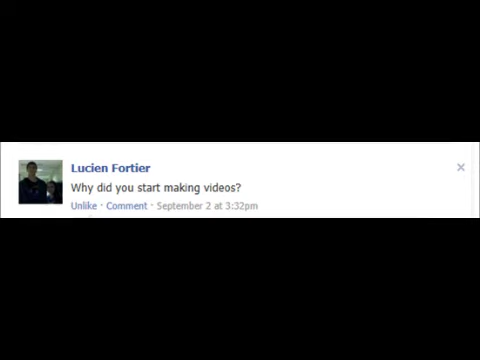 Lucien Fortier
Why did you start making videos?
Unlike · Comment · September 2 at 3:32pm